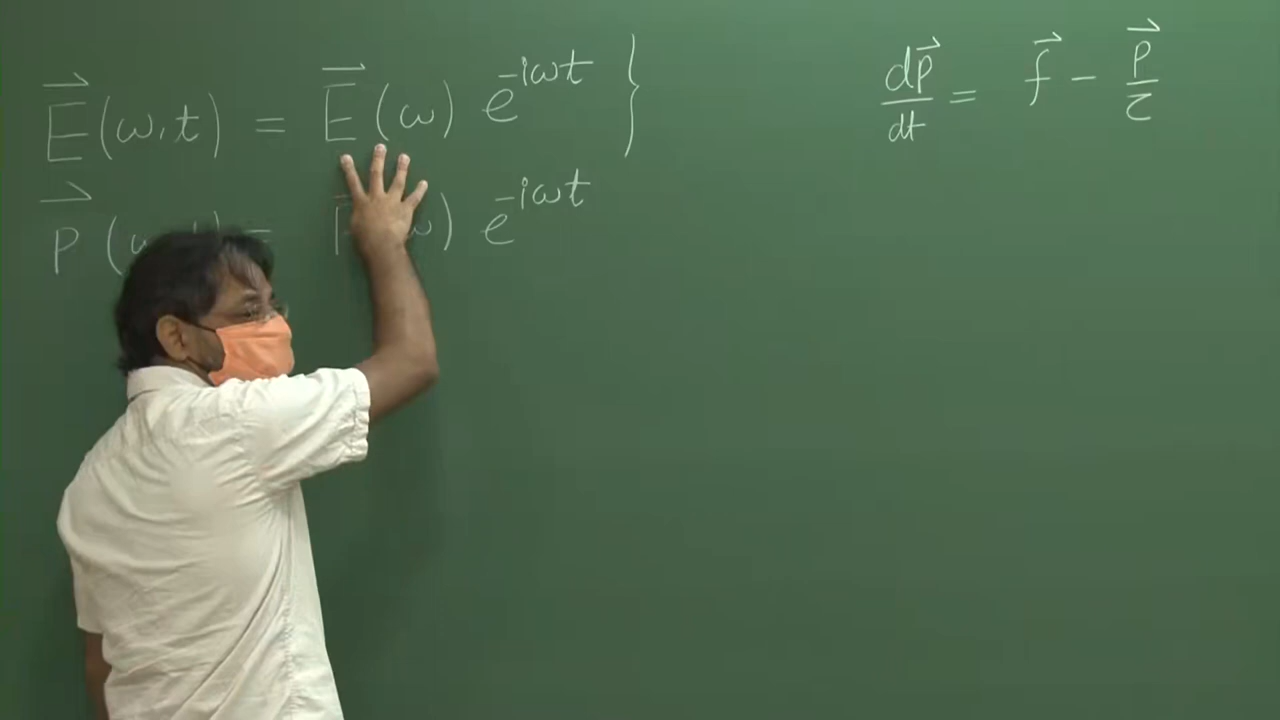 E⃗(ω,t) = E⃗(ω) e^{-iωt} }
dp⃗/dt = f⃗ - p⃗/τ
p⃗ ( = ω) e^{-iωt}